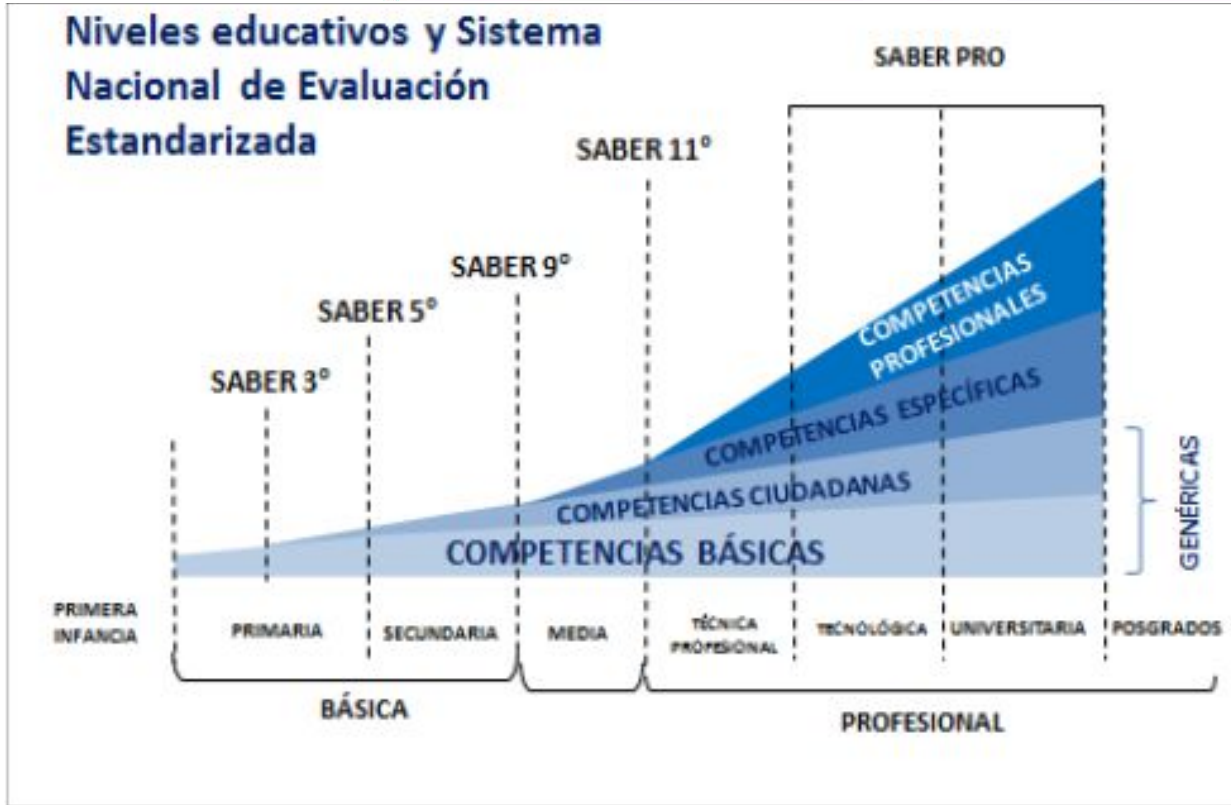 Niveles educativos y Sistema
Nacional de Evaluación
Estandarizada
SABER PRO
SABER 11°
SABER 9°
SABER 5°
SABER 3°
COMPETENCIAS
PROFESIONALES
COMPETENCIAS ESPECÍFICAS
COMPETENCIAS CIUDADANAS
COMPETENCIAS BÁSICAS
GENÉRICAS
PRIMERA
INFANCIA
PRIMARIA
SECUNDARIA
MEDIA
TÉCNICA
PROFESIONAL
TECNOLÓGICA
UNIVERSITARIA
POSGRADOS
BÁSICA
PROFESIONAL